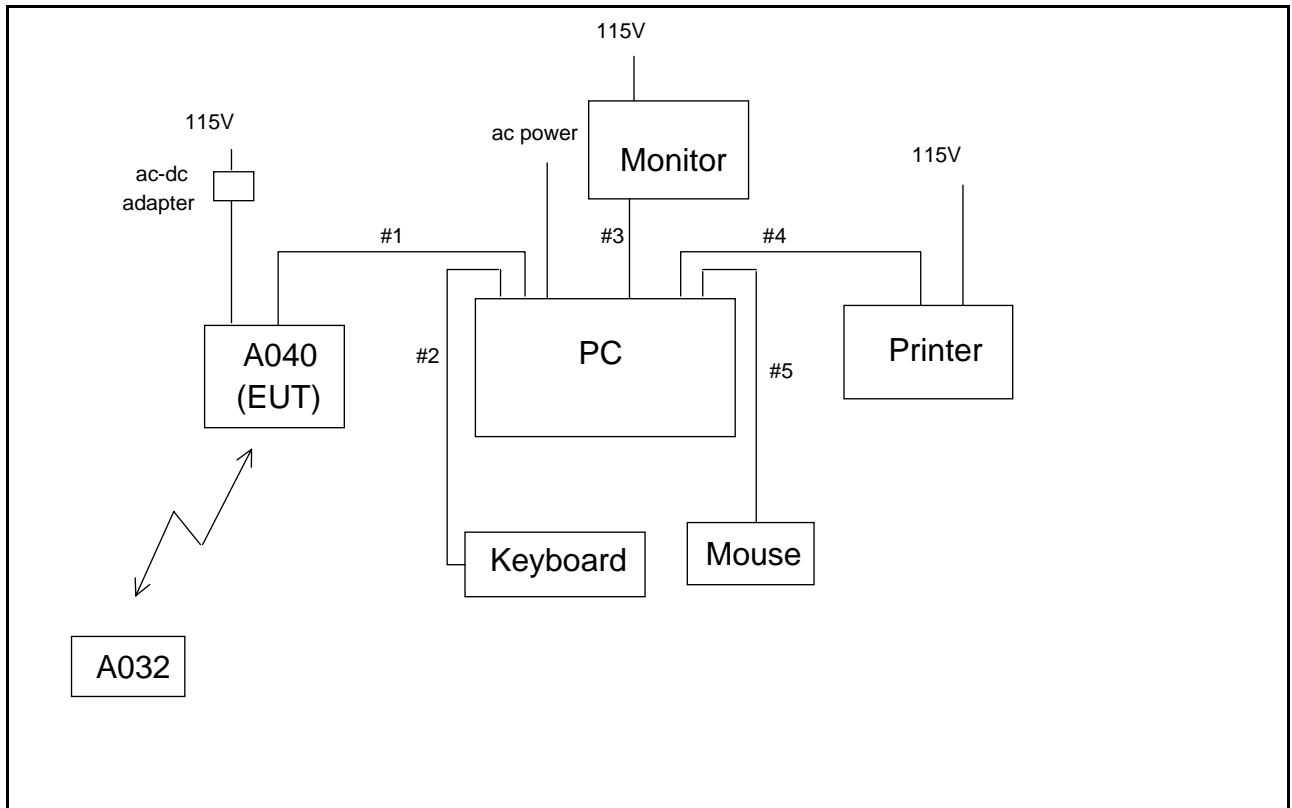 115V
115V
ac power
Monitor
115V
ac-dc
adapter
#1
#3
#4
A040
(EUT)
#2
PC
#5
Printer
Keyboard
Mouse
A032